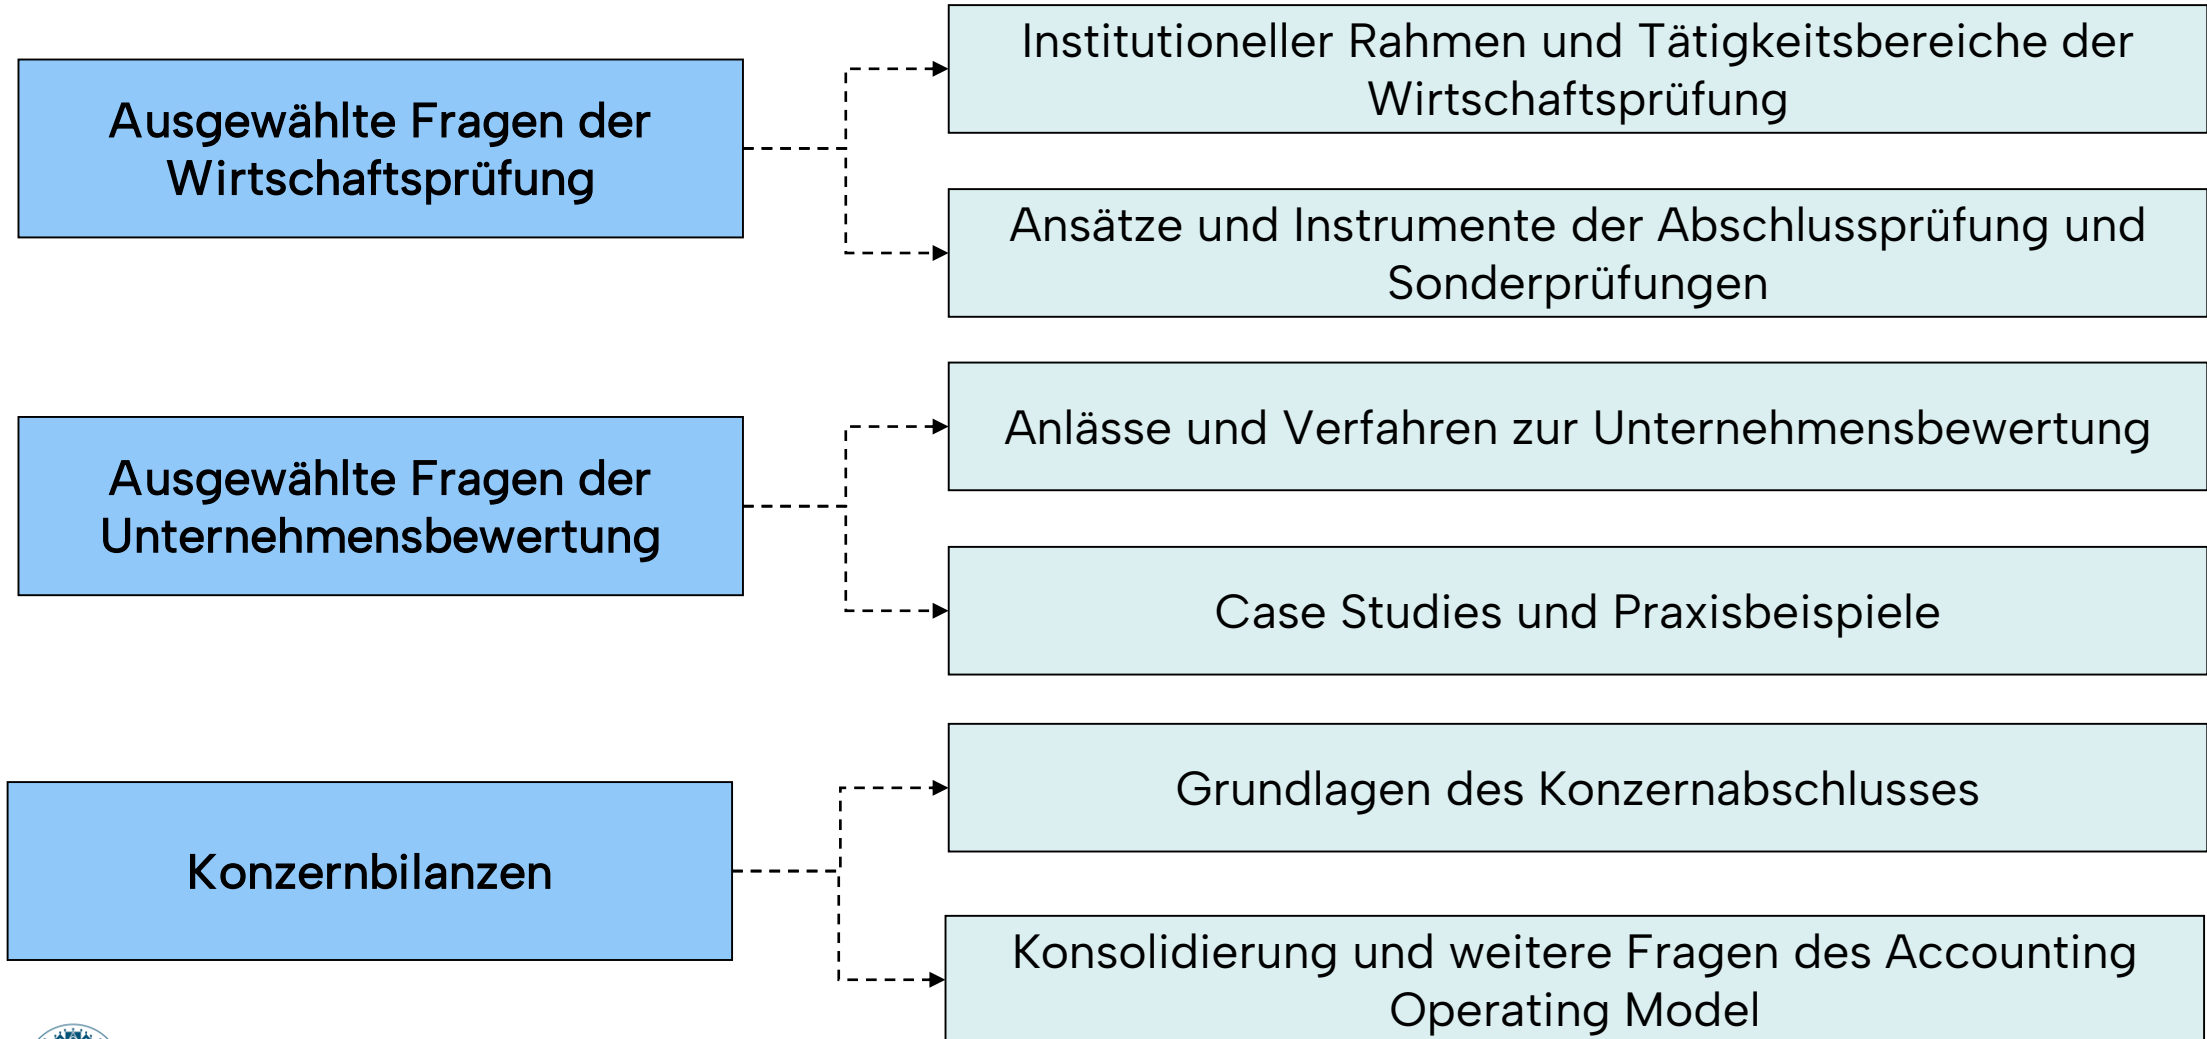 Ausgewählte Fragen der
Wirtschaftsprüfung
Institutioneller Rahmen und Tätigkeitsbereiche der
Wirtschaftsprüfung
Ansätze und Instrumente der Abschlussprüfung und
Sonderprüfungen
Ausgewählte Fragen der
Unternehmensbewertung
Anlässe und Verfahren zur Unternehmensbewertung
Case Studies und Praxisbeispiele
Konzernbilanzen
Grundlagen des Konzernabschlusses
Konsolidierung und weitere Fragen des Accounting
Operating Model